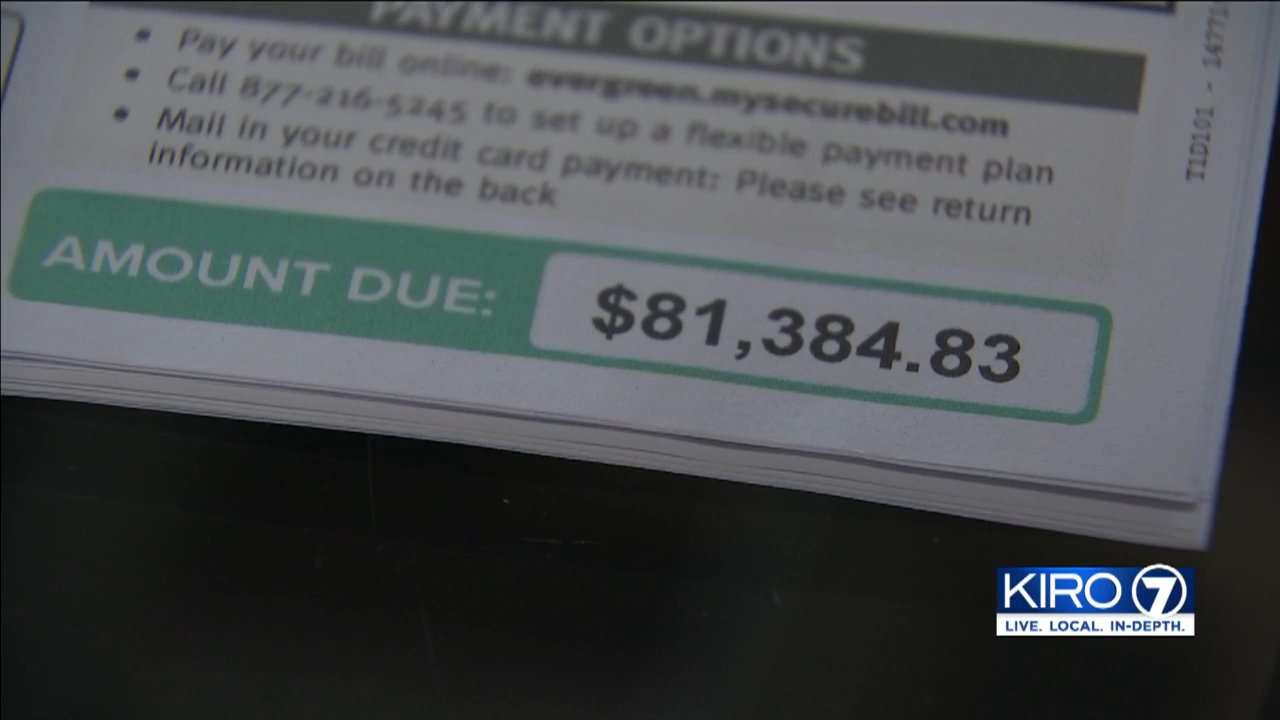 PAYMENT OPTIONS
• Pay your bill online: evergreen.mysecurebill.com
• Call 877-216-5245 to set up a flexible payment plan
• Mail in your credit card payment: Please see return
information on the back
AMOUNT DUE: $81,384.83
T1D101 - 1677
KIRO 7
LIVE. LOCAL. IN-DEPTH.